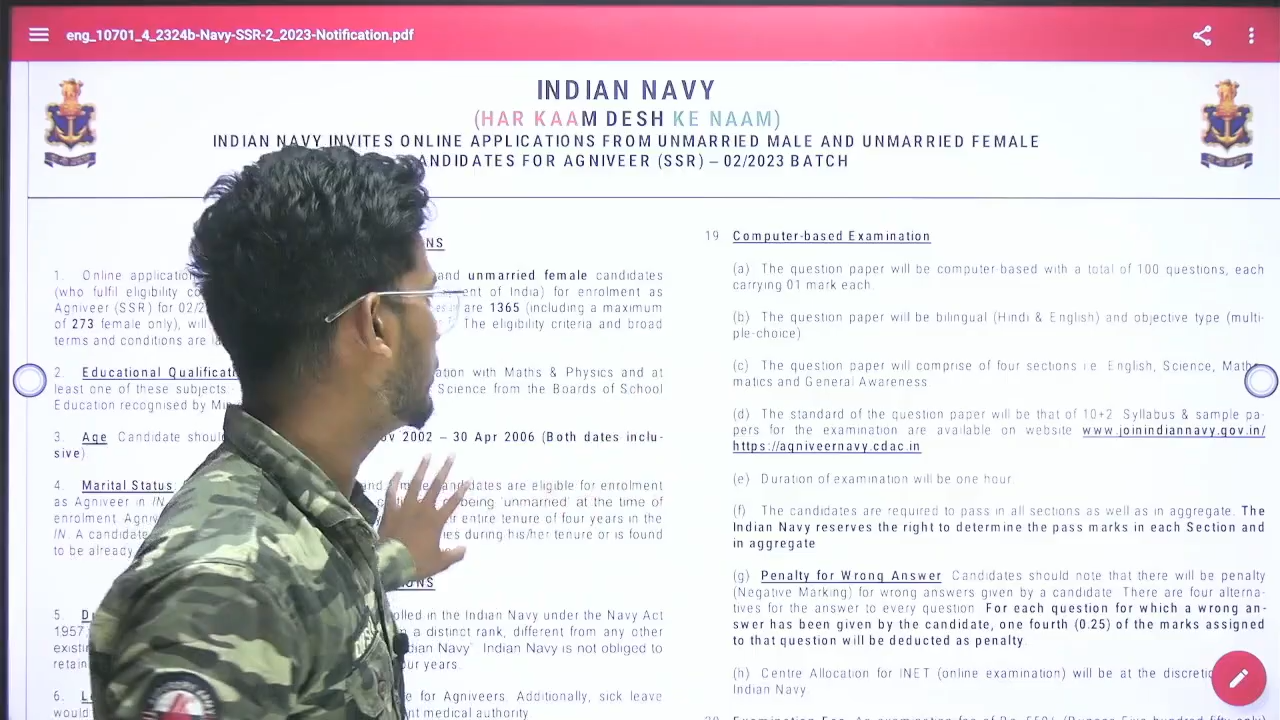 eng_10701_4_2324b-Navy-SSR-2_2023-Notification.pdf
INDIAN NAVY
(HAR KAAM DESH KE NAAM)
INDIAN NAVY INVITES ONLINE APPLICATIONS FROM UNMARRIED MALE AND UNMARRIED FEMALE
ANDIDATES FOR AGNIVEER (SSR) – 02/2023 BATCH
NS
1. Online applicatio and unmarried female candidates
(who fulfil eligibility co ent of India) for enrolment as
Agniveer (SSR) for 02/2 are 1365 (including a maximum
of 273 female only), will The eligibility criteria and broad
terms and conditions are la
2. Educational Qualificati ation with Maths & Physics and at
least one of these subjects:- Science from the Boards of School
Education recognised by Min
3. Age Candidate shoul ov 2002 – 30 Apr 2006 (Both dates inclu-
sive)
4 Marital Status and male candidates are eligible for enrolment
as Agniveer in IN being 'unmarried' at the time of
enrolment. Agniv r entire tenure of four years in the
IN. A candidate ies during his/her tenure or is found
to be already
ONS
5. D olled in the Indian Navy under the Navy Act
1957, m a distinct rank, different from any other
existin dian Navy Indian Navy is not obliged to
retain our years.
6. L e for Agniveers. Additionally, sick leave
would nt medical authority
19 Computer-based Examination
(a) The question paper will be computer-based with a total of 100 questions, each
carrying 01 mark each.
(b) The question paper will be bilingual (Hindi & English) and objective type (multi-
ple-choice)
(c) The question paper will comprise of four sections i.e. English, Science, Mathe
matics and General Awareness
(d) The standard of the question paper will be that of 10+2 Syllabus & sample pa-
pers for the examination are available on website www.joinindiannavy.gov.in/
https://agniveernavy.cdac.in
(e) Duration of examination will be one hour.
(f) The candidates are required to pass in all sections as well as in aggregate. The
Indian Navy reserves the right to determine the pass marks in each Section and
in aggregate
(g) Penalty for Wrong Answer Candidates should note that there will be penalty
(Negative Marking) for wrong answers given by a candidate. There are four alterna-
tives for the answer to every question. For each question for which a wrong an-
swer has been given by the candidate, one fourth (0.25) of the marks assigned
to that question will be deducted as penalty.
(h) Centre Allocation for INET (online examination) will be at the discreti
Indian Navy